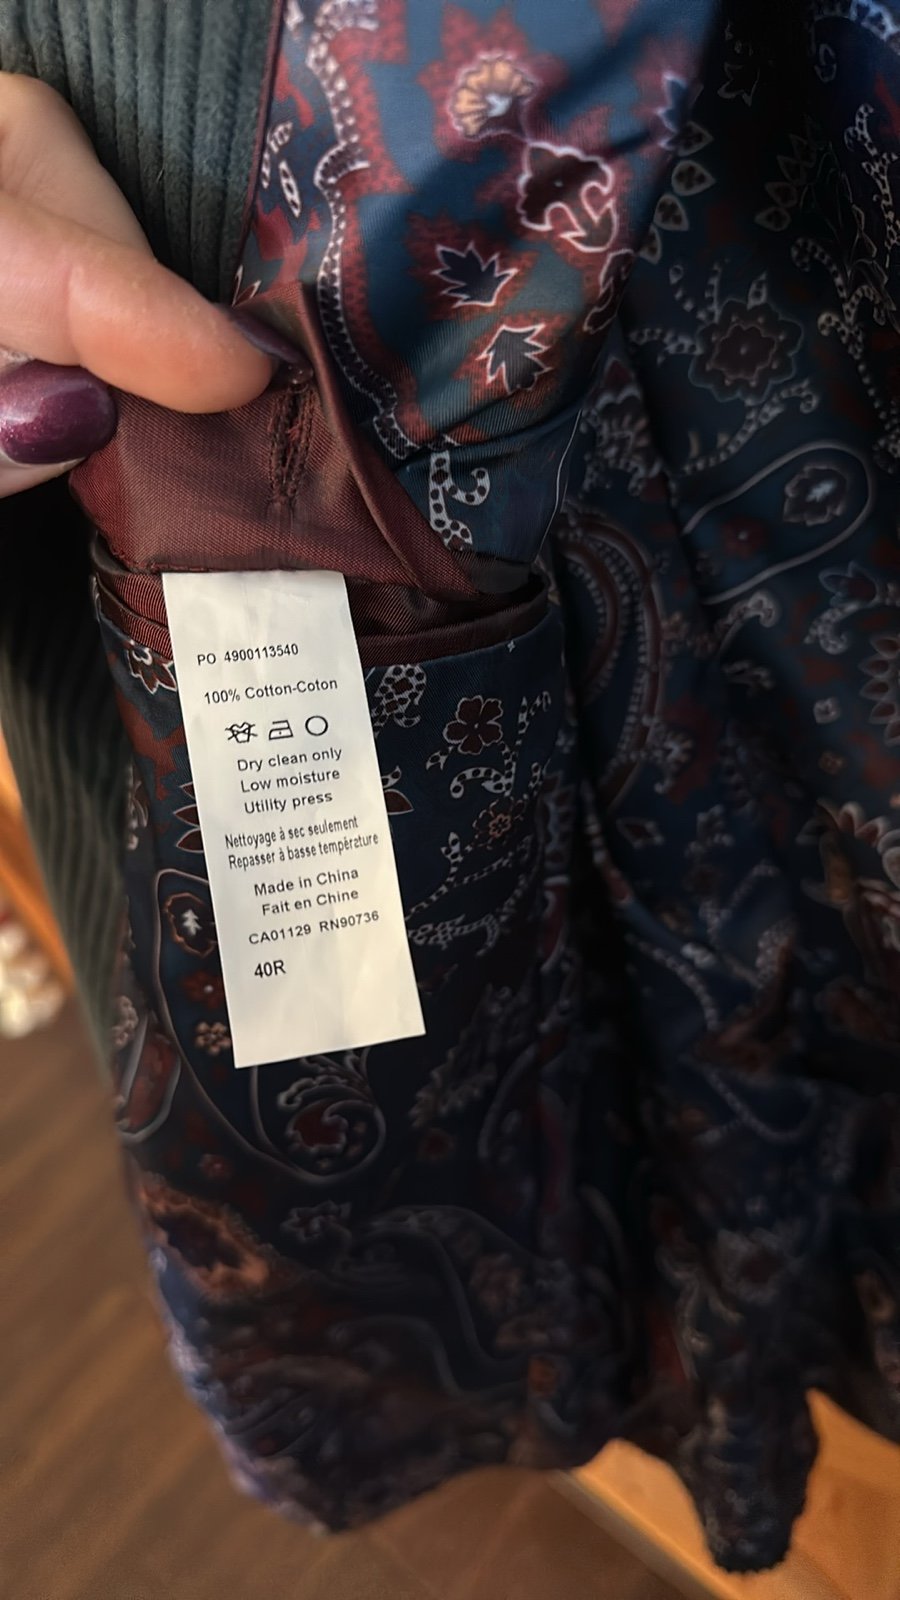 PO 4900113540
100% Cotton-Coton
Dry clean only
Low moisture
Utility press
Nettoyage à sec seulement
Repasser à basse température
Made in China
Fait en Chine
CA01129 RN90736
40R